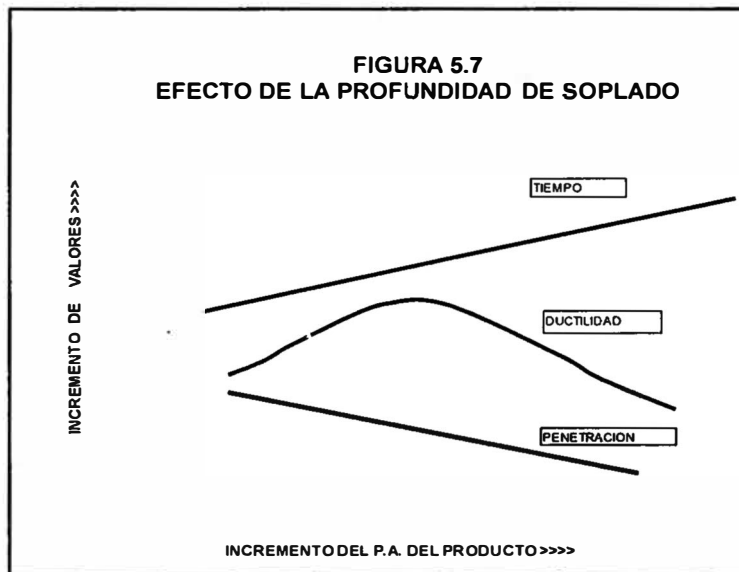 FIGURA 5.7
EFECTO DE LA PROFUNDIDAD DE SOPLADO
INCREMENTO DE VALORES >>>>
TIEMPO
DUCTILIDAD
PENETRACION
INCREMENTO DEL P.A. DEL PRODUCTO >>>>